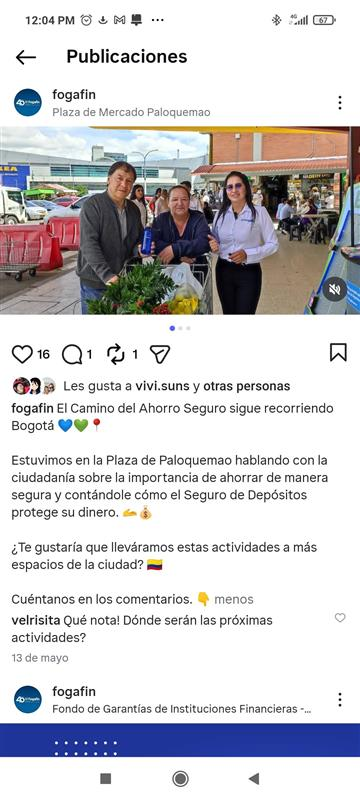 12:04 PM
67
Publicaciones
fogafin
Plaza de Mercado Paloquemao
16
1
1
Les gusta a vivi.suns y otras personas
fogafin El Camino del Ahorro Seguro sigue recorriendo
Bogotá 💙💚📍
Estuvimos en la Plaza de Paloquemao hablando con la
ciudadanía sobre la importancia de ahorrar de manera
segura y contándole cómo el Seguro de Depósitos
protege su dinero. 🫴💰
¿Te gustaría que lleváramos estas actividades a más
espacios de la ciudad? 🇨🇴
Cuéntanos en los comentarios. 👇 menos
velrisita Qué nota! Dónde serán las próximas
actividades?
13 de mayo
fogafin
Fondo de Garantías de Instituciones Financieras -...